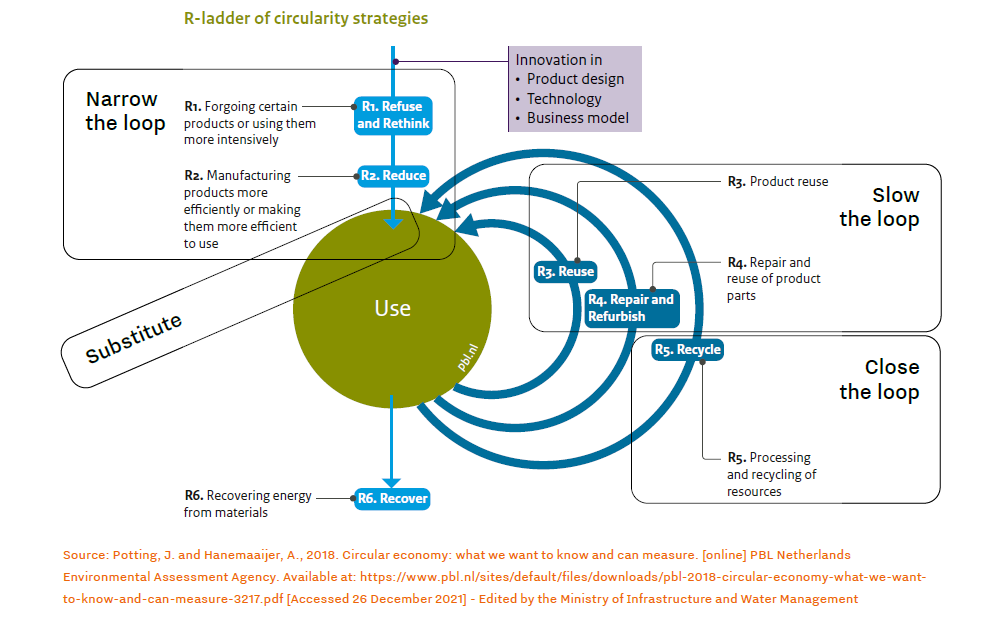 R-ladder of circularity strategies
Innovation in
• Product design
• Technology
• Business model
Narrow
the loop
R1. Forgoing certain
products or using them
more intensively
R1. Refuse
and Rethink
R2. Manufacturing
products more
efficiently or making
them more efficient
to use
R2. Reduce
Substitute
Use
pbl.nl
R3. Reuse
R4. Repair and
Refurbish
R5. Recycle
R3. Product reuse
Slow
the loop
R4. Repair and
reuse of product
parts
Close
the loop
R5. Processing
and recycling of
resources
R6. Recovering energy
from materials
R6. Recover
Source: Potting, J. and Hanemaaijer, A., 2018. Circular economy: what we want to know and can measure. [online] PBL Netherlands
Environmental Assessment Agency. Available at: https://www.pbl.nl/sites/default/files/downloads/pbl-2018-circular-economy-what-we-want-
to-know-and-can-measure-3217.pdf [Accessed 26 December 2021] - Edited by the Ministry of Infrastructure and Water Management